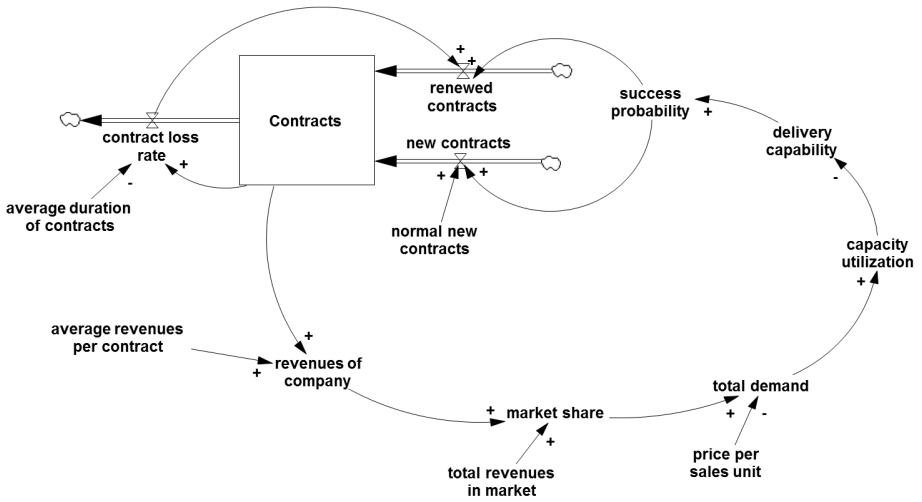 +
+
renewed
contracts
success
probability
+
Contracts
contract loss
rate
+
-
delivery
capability
-
new contracts
+
+
average duration
of contracts
normal new
contracts
capacity
utilization
+
average revenues
per contract
+
+
revenues of
company
total demand
+
-
+
market share
+
price per
sales unit
total revenues
in market